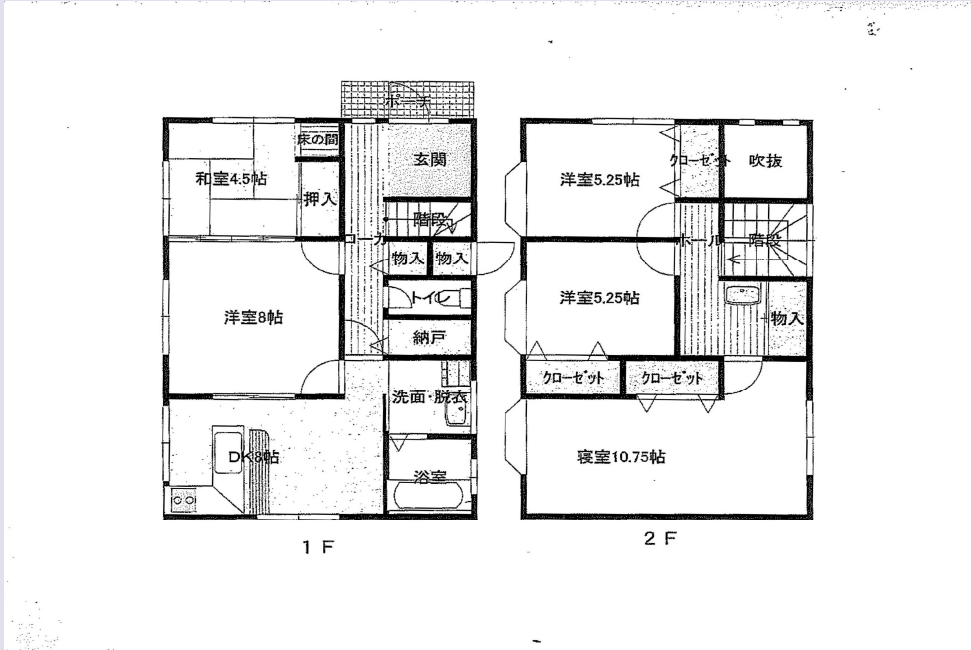 ポーチ
床の間
玄関
和室4.5帖
押入
階段
ローカ
物入
物入
トイレ
洋室8帖
納戸
洗面・脱衣
DK8帖
浴室
1F
クローゼット
吹抜
洋室5.25帖
ホール
階段
洋室5.25帖
物入
クローゼット
クローゼット
寝室10.75帖
2F